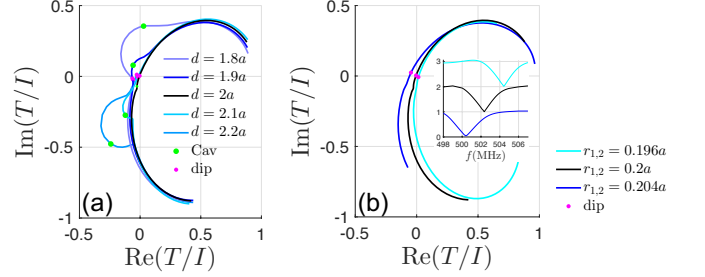 0.5
0
-0.5
-1
-0.5
0
0.5
1
Im(T/I)
Re(T/I)
(a)
d = 1.8a
d = 1.9a
d = 2a
d = 2.1a
d = 2.2a
Cav
dip
0.5
0
-0.5
-1
-0.5
0
0.5
1
Im(T/I)
Re(T/I)
(b)
3
2
1
0
498
500
502
504
506
f(MHz)
r1,2 = 0.196a
r1,2 = 0.2a
r1,2 = 0.204a
dip